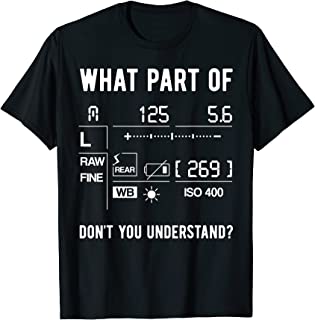 WHAT PART OF
M 125 5.6
+ −
L
RAW
FINE
REAR
[ 269 ]
WB ISO 400
DON'T YOU UNDERSTAND?